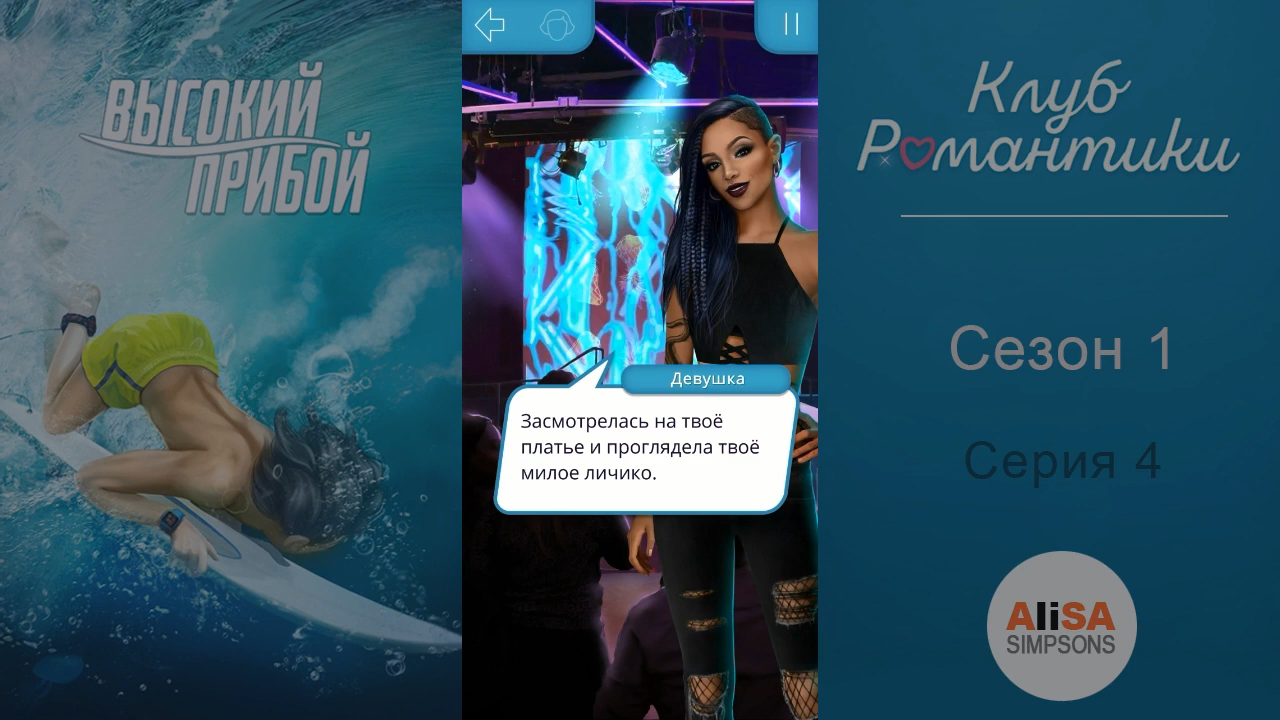 ВЫСОКИЙ
ПРИБОЙ
Девушка
Засмотрелась на твоё
платье и проглядела твоё
милое личико.
Клуб
Романтики
Сезон 1
Серия 4
AliSA
SIMPSONS